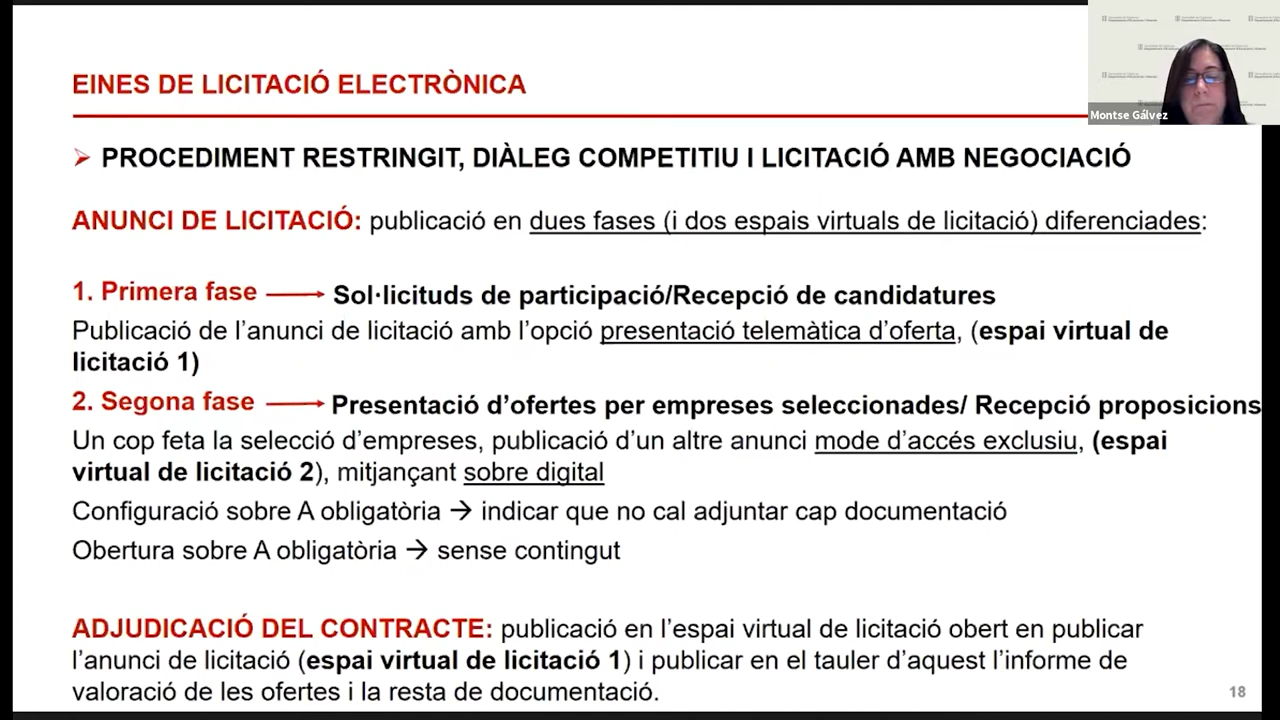 EINES DE LICITACIÓ ELECTRÒNICA
Montse Gálvez
➢ PROCEDIMENT RESTRINGIT, DIÀLEG COMPETITIU I LICITACIÓ AMB NEGOCIACIÓ
ANUNCI DE LICITACIÓ: publicació en dues fases (i dos espais virtuals de licitació) diferenciades:
1. Primera fase → Sol·licituds de participació/Recepció de candidatures
Publicació de l’anunci de licitació amb l’opció presentació telemàtica d’oferta, (espai virtual de
licitació 1)
2. Segona fase → Presentació d’ofertes per empreses seleccionades/ Recepció proposicions
Un cop feta la selecció d’empreses, publicació d’un altre anunci mode d’accés exclusiu, (espai
virtual de licitació 2), mitjançant sobre digital
Configuració sobre A obligatòria → indicar que no cal adjuntar cap documentació
Obertura sobre A obligatòria → sense contingut
ADJUDICACIÓ DEL CONTRACTE: publicació en l’espai virtual de licitació obert en publicar
l’anunci de licitació (espai virtual de licitació 1) i publicar en el tauler d’aquest l’informe de
valoració de les ofertes i la resta de documentació.
18